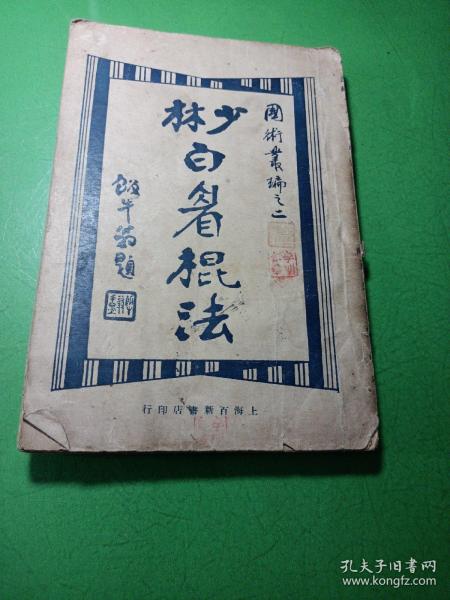 國術叢編之二
少林
白眉棍法
飯牛翁題
上海百新書店印行
孔夫子旧书网
www.kongfz.com